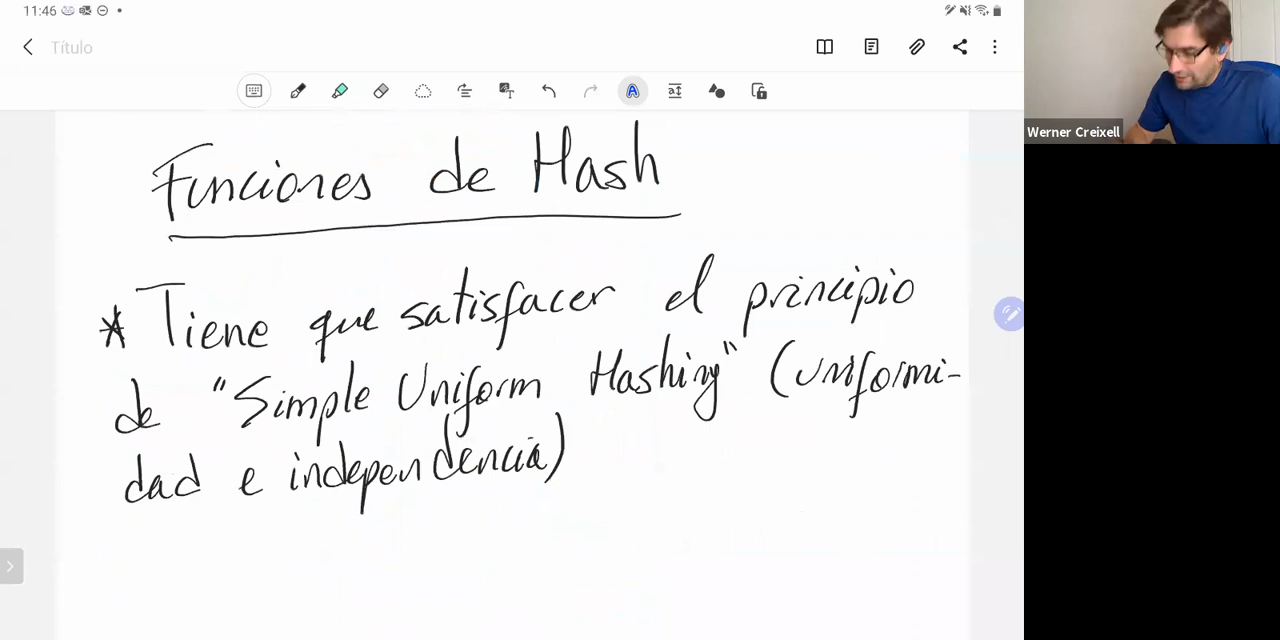 11:46
Título
Werner Creixell
Funciones de Hash
* Tiene que satisfacer el principio
de "Simple Uniform Hashing" (uniformi-
dad e independencia)